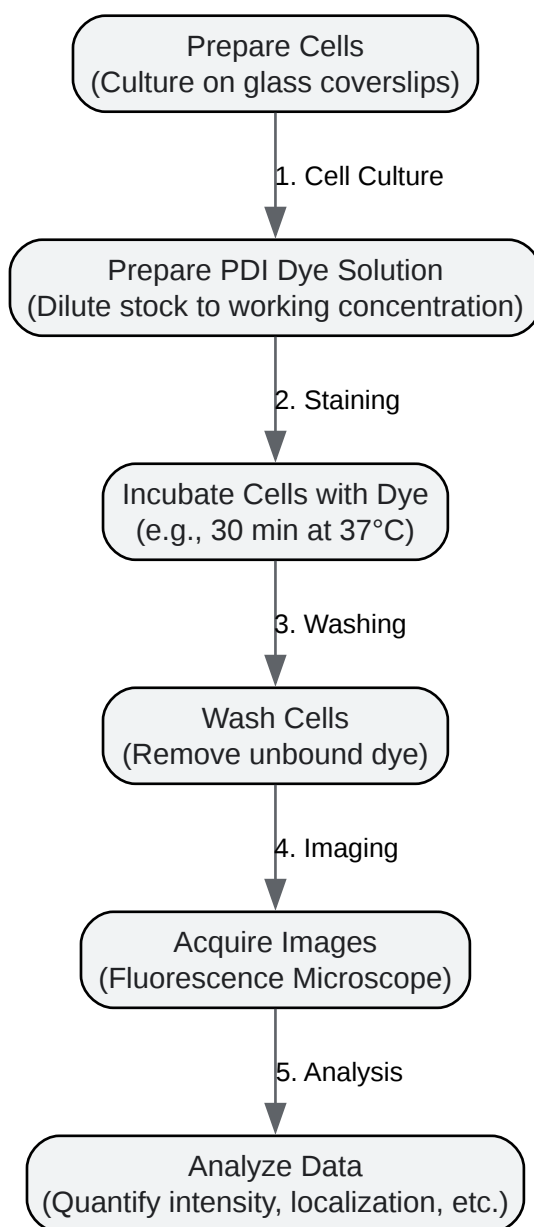 Prepare Cells
(Culture on glass coverslips)
1. Cell Culture
Prepare PDI Dye Solution
(Dilute stock to working concentration)
2. Staining
Incubate Cells with Dye
(e.g., 30 min at 37°C)
3. Washing
Wash Cells
(Remove unbound dye)
4. Imaging
Acquire Images
(Fluorescence Microscope)
5. Analysis
Analyze Data
(Quantify intensity, localization, etc.)